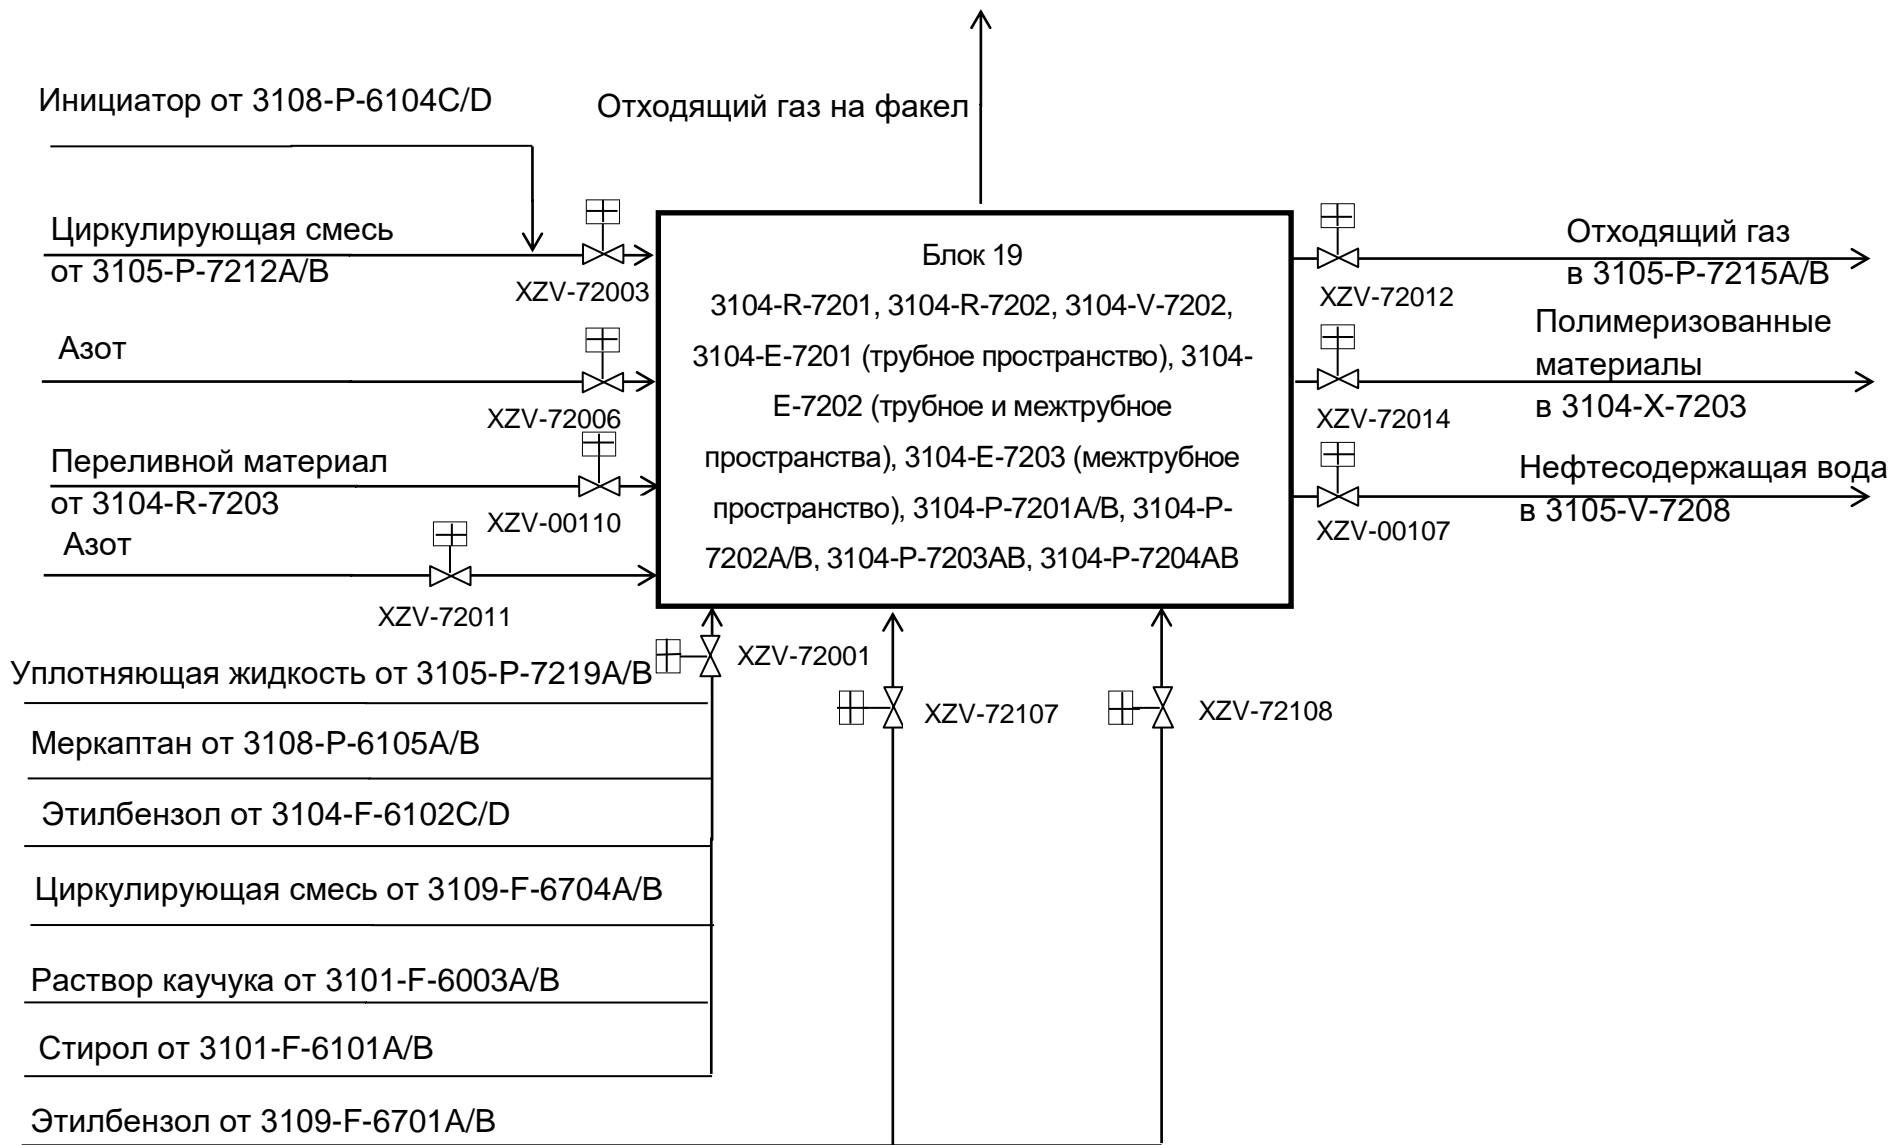 Инициатор от 3108-P-6104C/D
Отходящий газ на факел
Циркулирующая смесь
от 3105-P-7212A/B
XZV-72003
Азот
XZV-72006
Переливной материал
от 3104-R-7203
XZV-00110
Азот
XZV-72011
Блок 19
3104-R-7201, 3104-R-7202, 3104-V-7202,
3104-E-7201 (трубное пространство), 3104-
E-7202 (трубное и межтрубное
пространства), 3104-E-7203 (межтрубное
пространство), 3104-P-7201A/B, 3104-P-
7202A/B, 3104-P-7203AB, 3104-P-7204AB
Отходящий газ
в 3105-P-7215A/B
XZV-72012
Полимеризованные
материалы
в 3104-X-7203
XZV-72014
Нефтесодержащая вода
в 3105-V-7208
XZV-00107
Уплотняющая жидкость от 3105-P-7219A/B
XZV-72001
XZV-72107
XZV-72108
Меркаптан от 3108-P-6105A/B
Этилбензол от 3104-F-6102C/D
Циркулирующая смесь от 3109-F-6704A/B
Раствор каучука от 3101-F-6003A/B
Стирол от 3101-F-6101A/B
Этилбензол от 3109-F-6701A/B